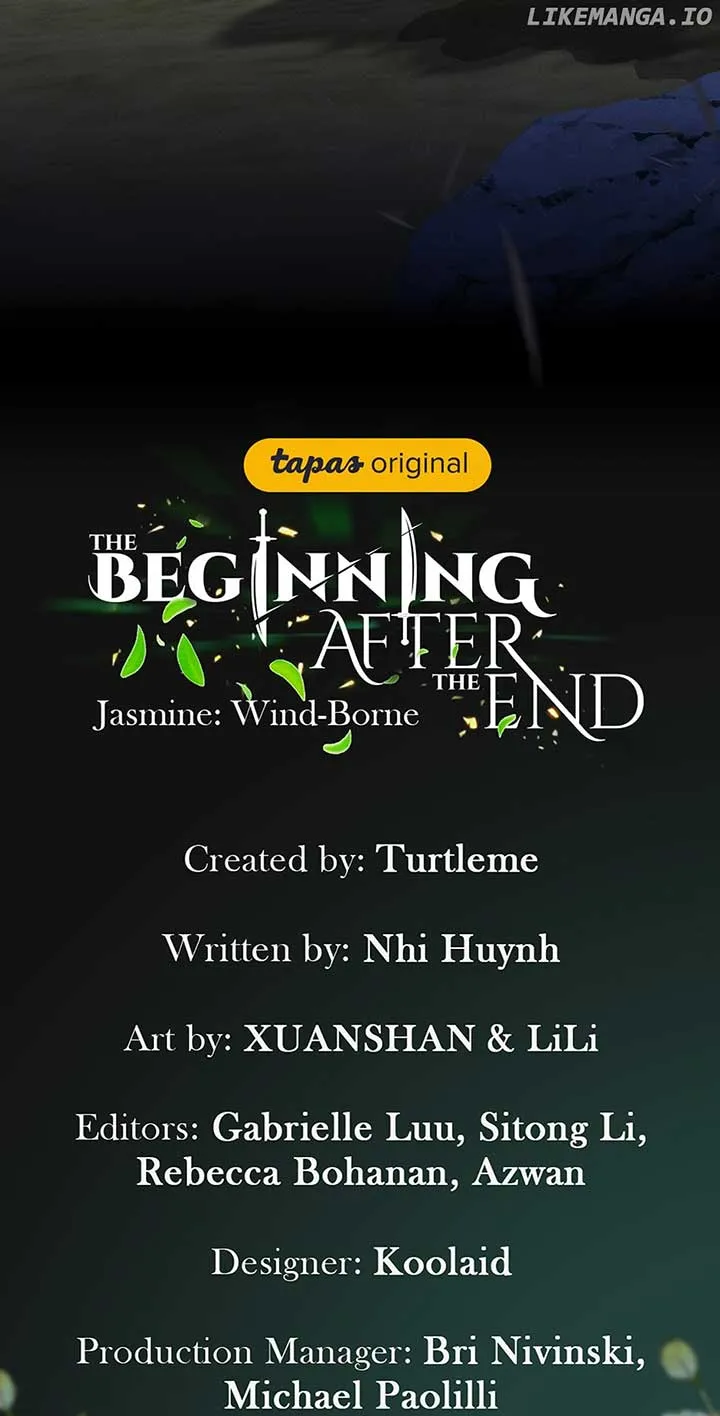 LIKEMANGA.IO
tapas original
THE
BEGINNING
AFTER
THE END
Jasmine: Wind-Borne
Created by: Turtleme
Written by: Nhi Huynh
Art by: XUANSHAN & LiLi
Editors: Gabrielle Luu, Sitong Li,
Rebecca Bohanan, Azwan
Designer: Koolaid
Production Manager: Bri Nivinski,
Michael Paolilli